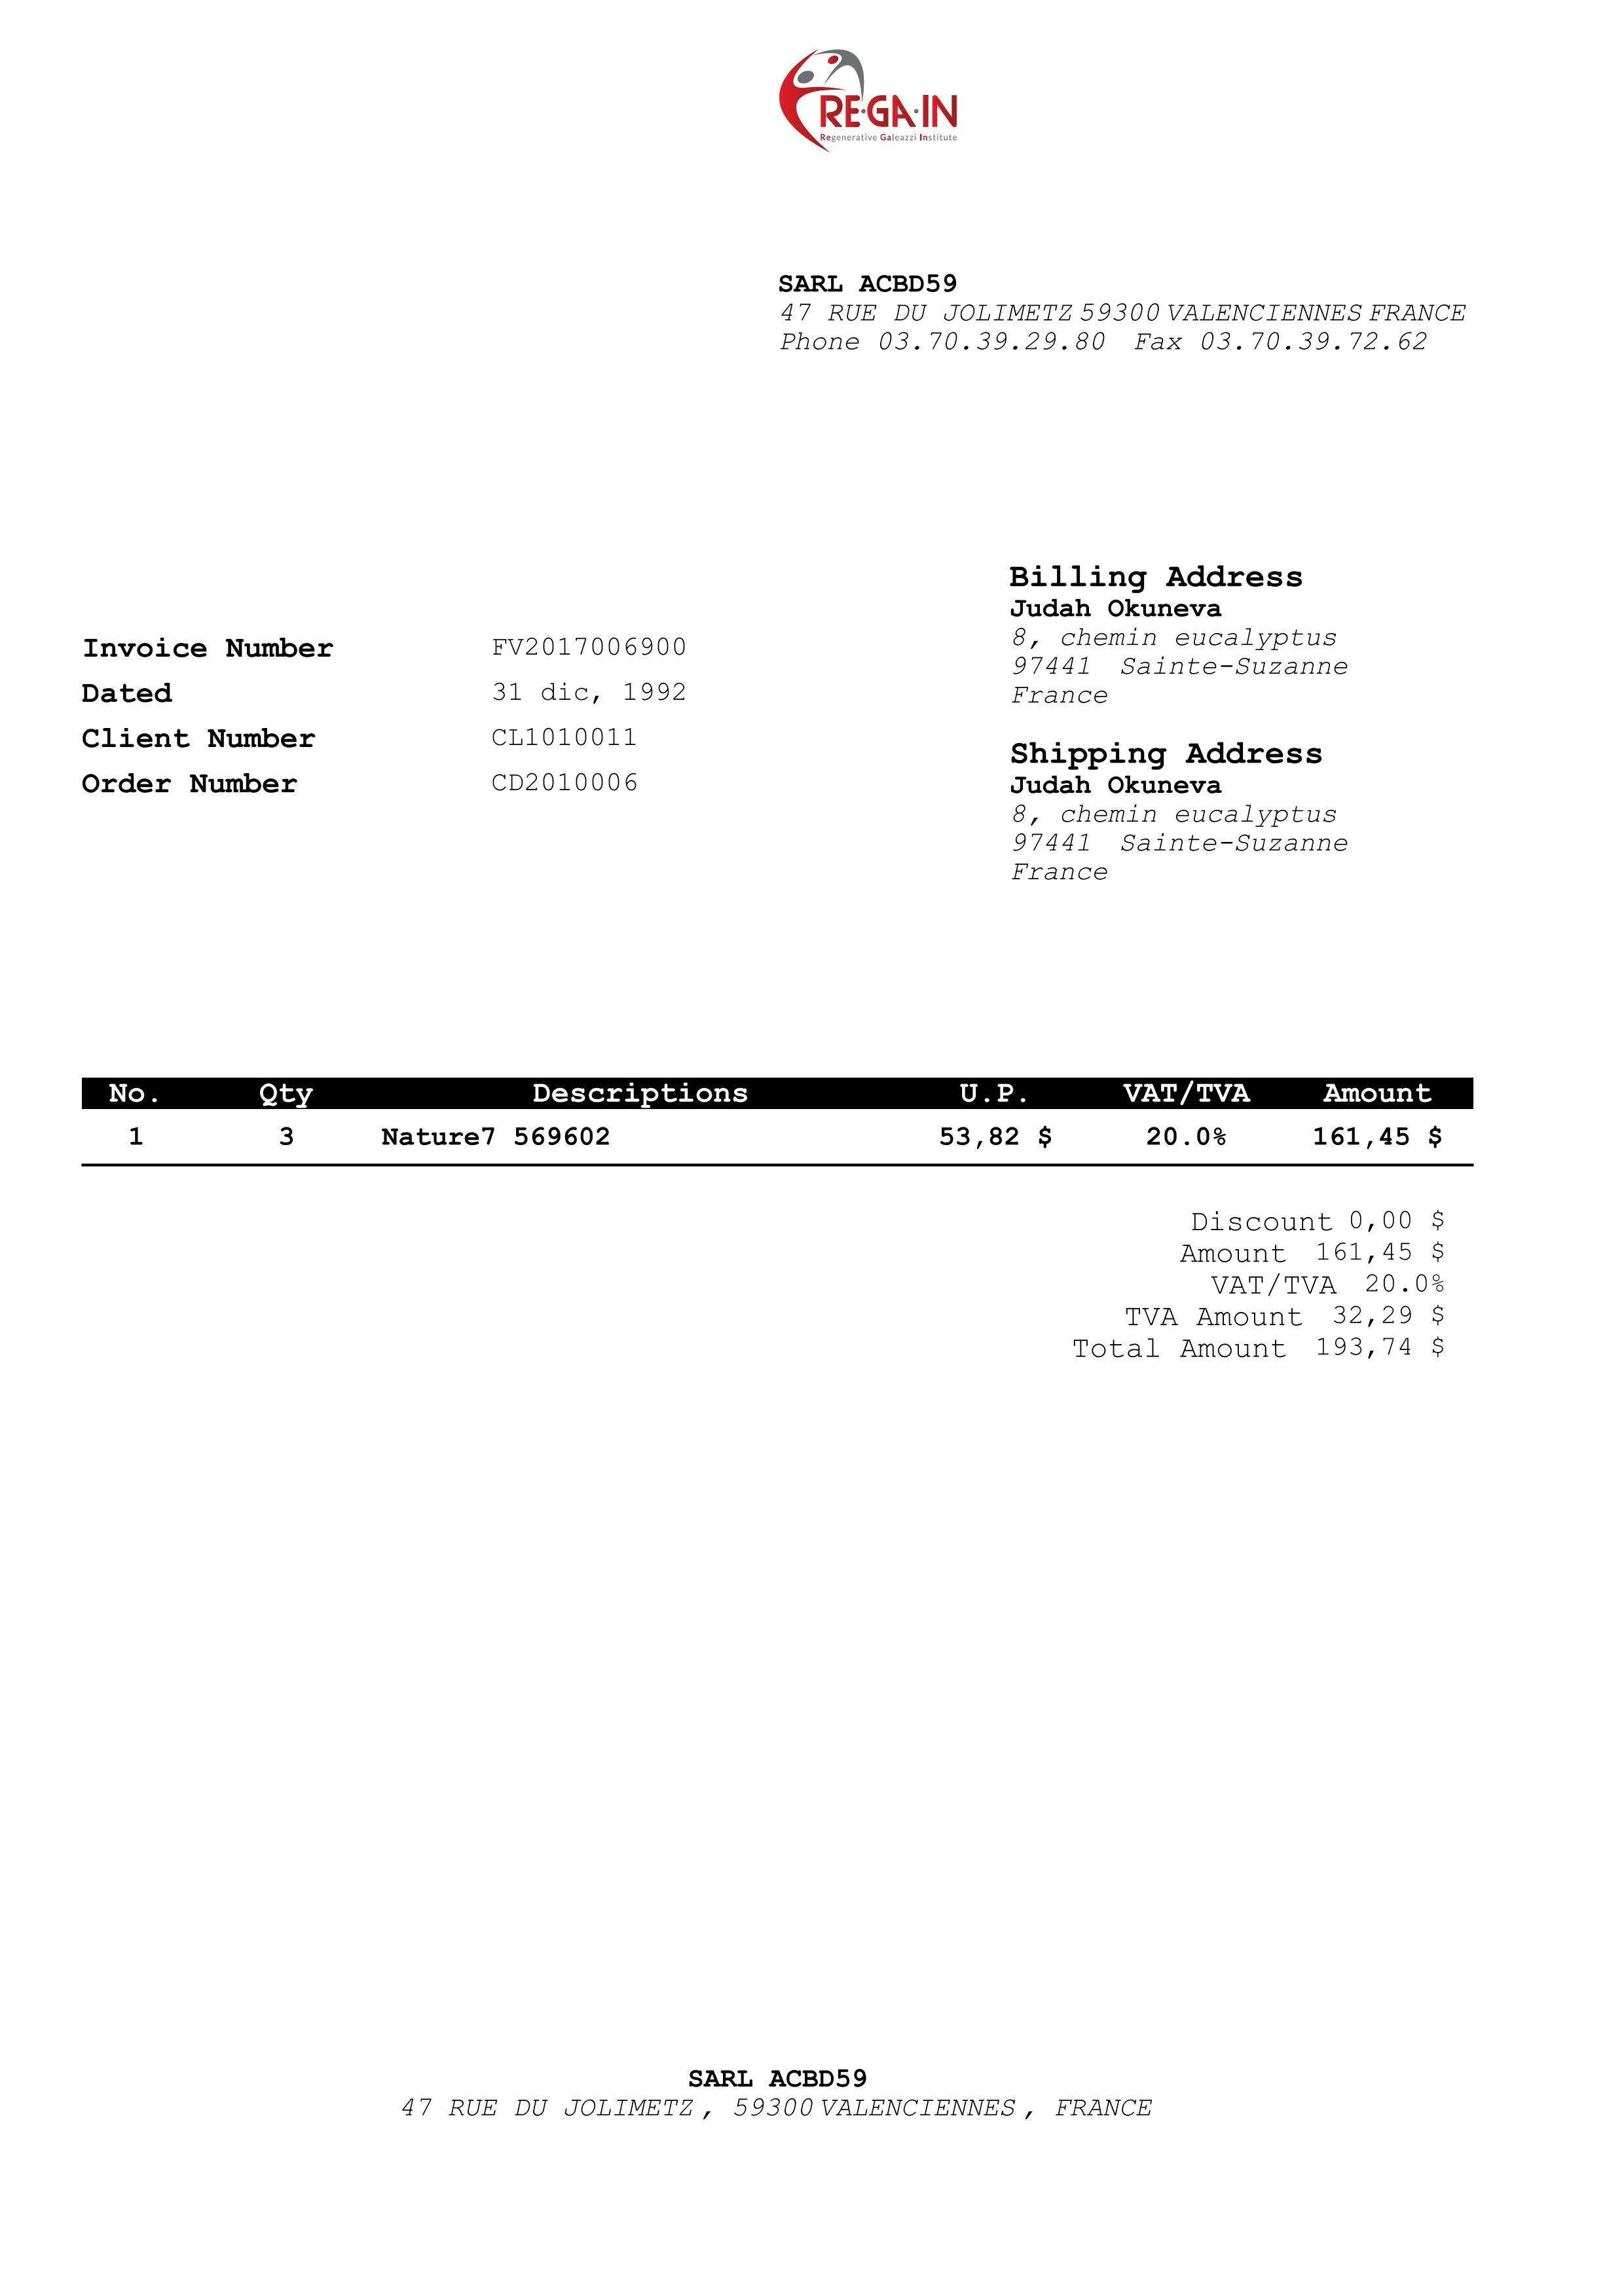 RE·GA·IN
Regenerative Galeazzi Institute
SARL ACBD59
47 RUE DU JOLIMETZ 59300 VALENCIENNES FRANCE
Phone 03.70.39.29.80 Fax 03.70.39.72.62
Billing Address
Judah Okuneva
8, chemin eucalyptus
97441 Sainte-Suzanne
France
Invoice Number FV2017006900
Dated 31 dic, 1992
Client Number CL1010011
Order Number CD2010006
Shipping Address
Judah Okuneva
8, chemin eucalyptus
97441 Sainte-Suzanne
France
No. Qty Descriptions U.P. VAT/TVA Amount
1 3 Nature7 569602 53,82 $ 20.0% 161,45 $
Discount 0,00 $
Amount 161,45 $
VAT/TVA 20.0%
TVA Amount 32,29 $
Total Amount 193,74 $
SARL ACBD59
47 RUE DU JOLIMETZ , 59300 VALENCIENNES , FRANCE